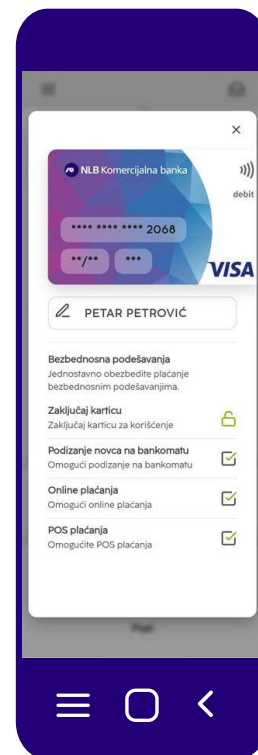 NLB Komercijalna banka
debit
**** **** **** 2068
**/** ***
VISA
PETAR PETROVIĆ
Bezbednosna podešavanja
Jednostavno obezbedite plaćanje
bezbednosnim podešavanjima.
Zaključaj karticu
Zaključaj karticu za korišćenje
Podizanje novca na bankomatu
Omogući podizanje na bankomatu
Online plaćanja
Omogući online plaćanja
POS plaćanja
Omogućite POS plaćanja